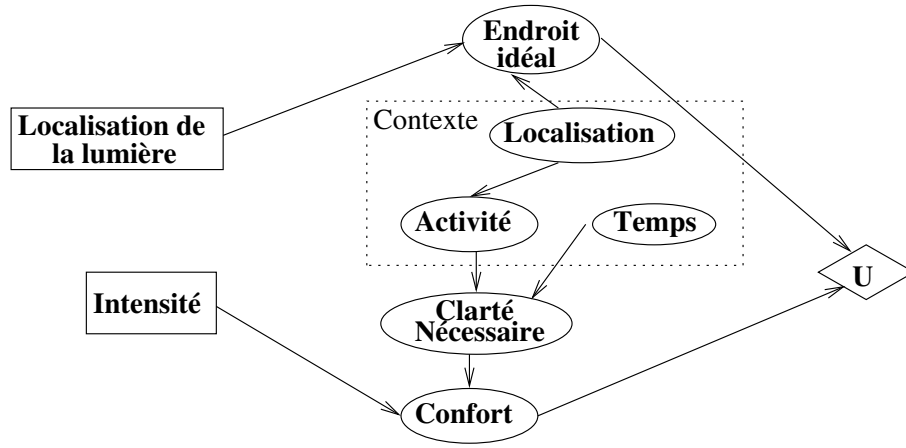 Endroit
idéal
Contexte
Localisation de
la lumière
Localisation
Activité
Temps
Intensité
U
Clarté
Nécessaire
Confort